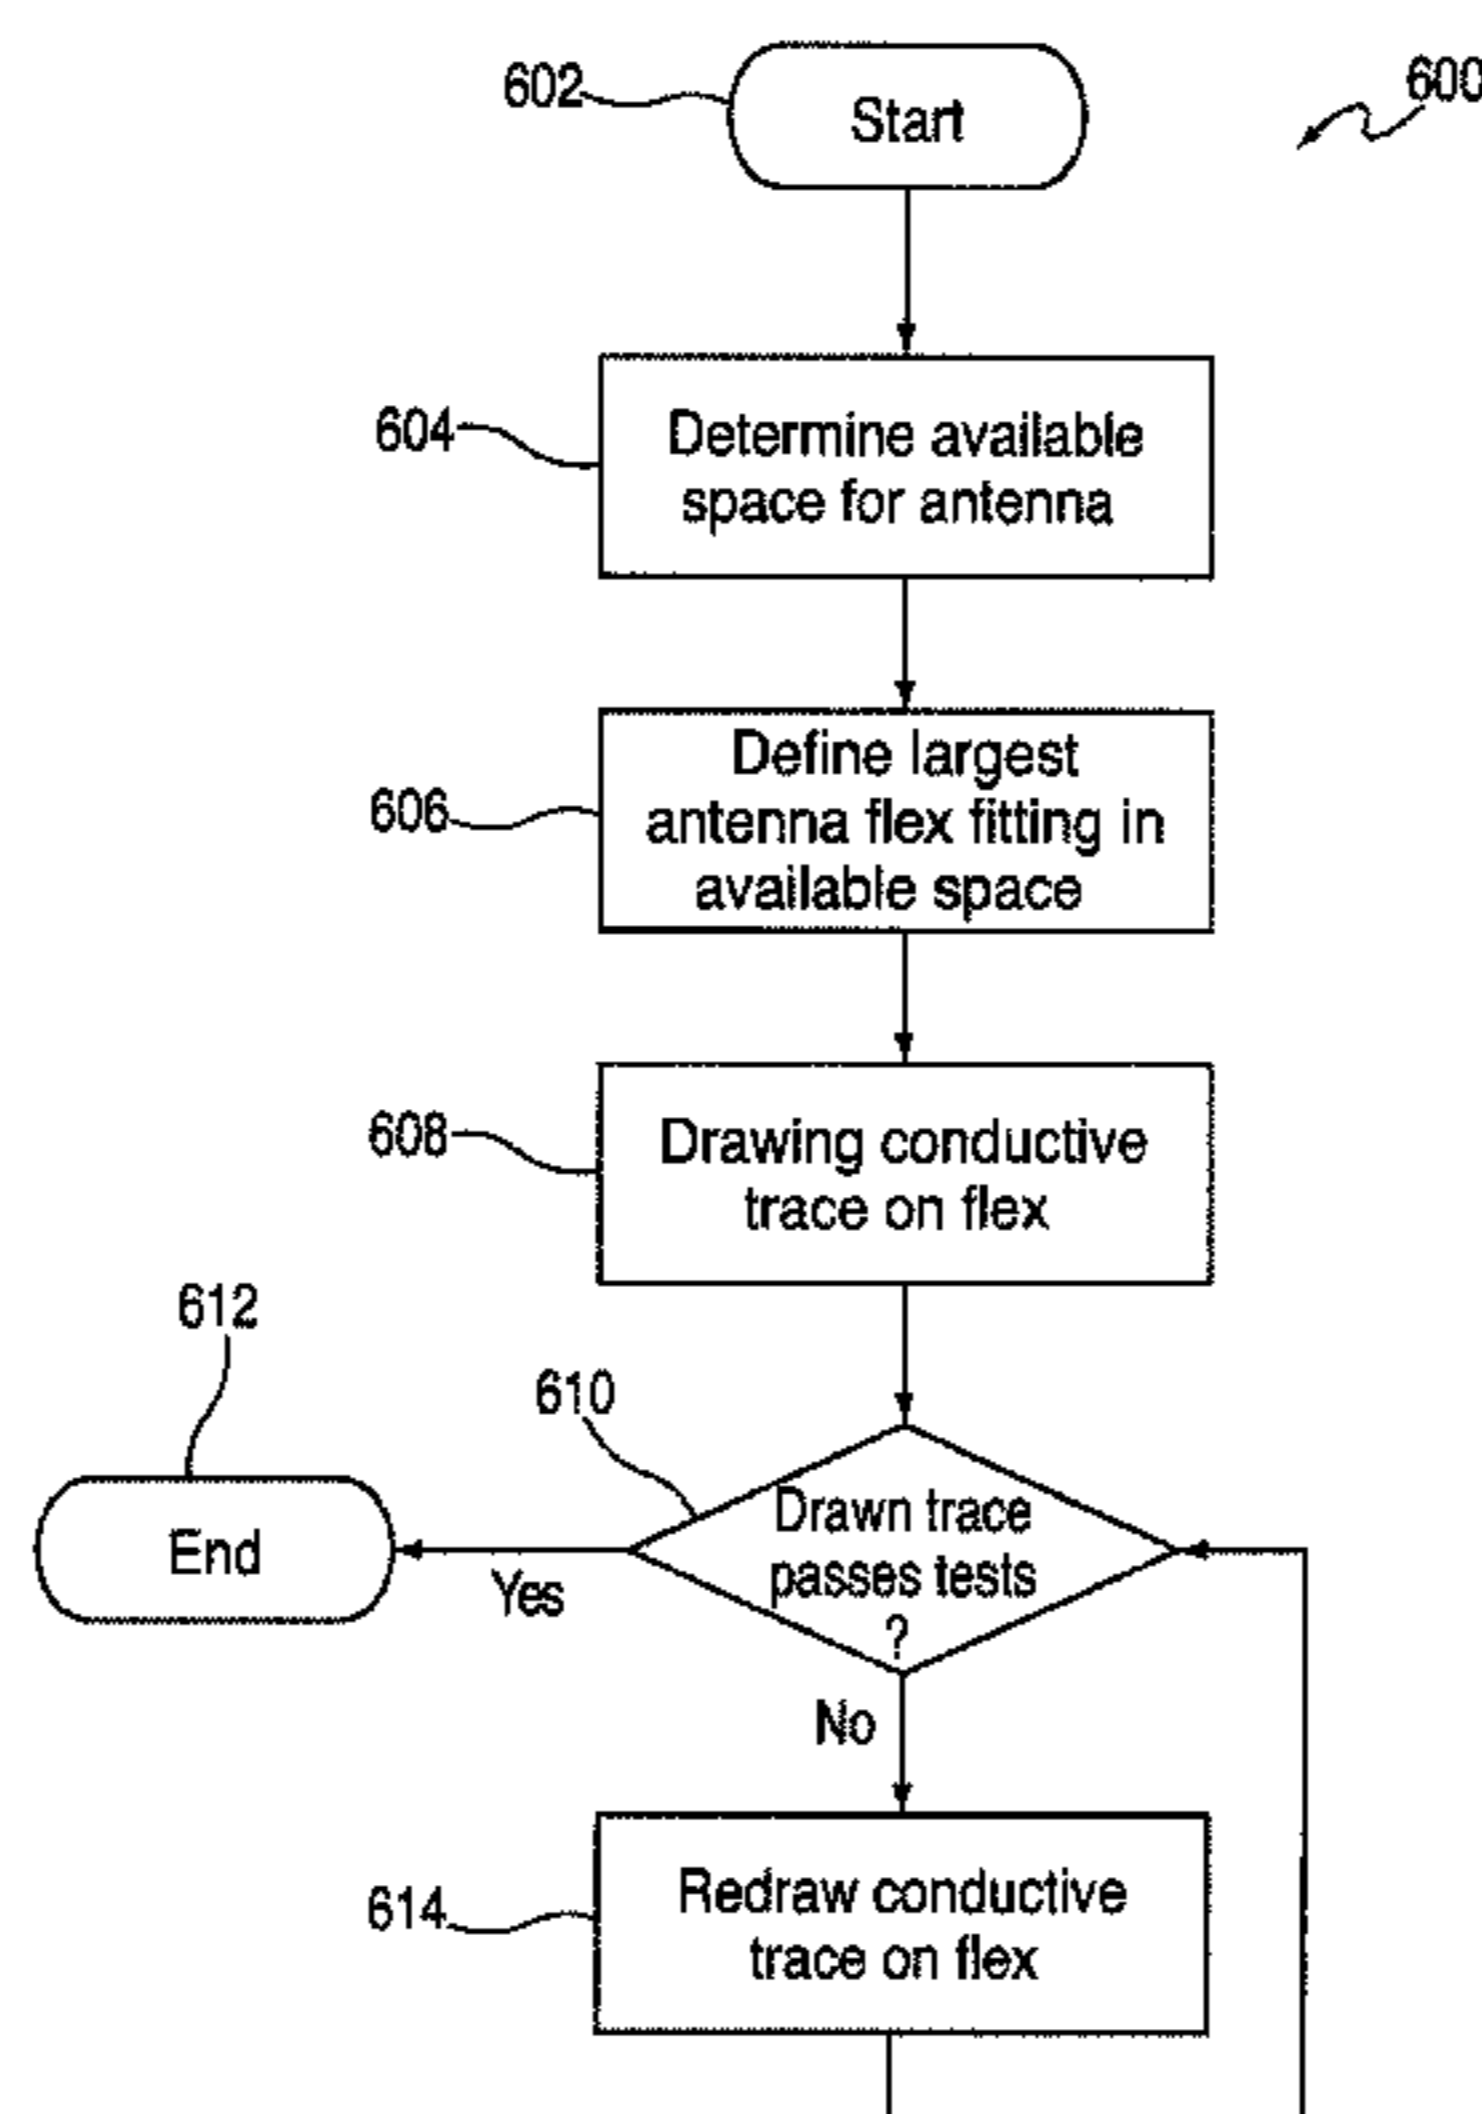 602
Start
600
604
Determine available
space for antenna
606
Define largest
antenna flex fitting in
available space
608
Drawing conductive
trace on flex
612
610
End
Yes
Drawn trace
passes tests
?
No
614
Redraw conductive
trace on flex